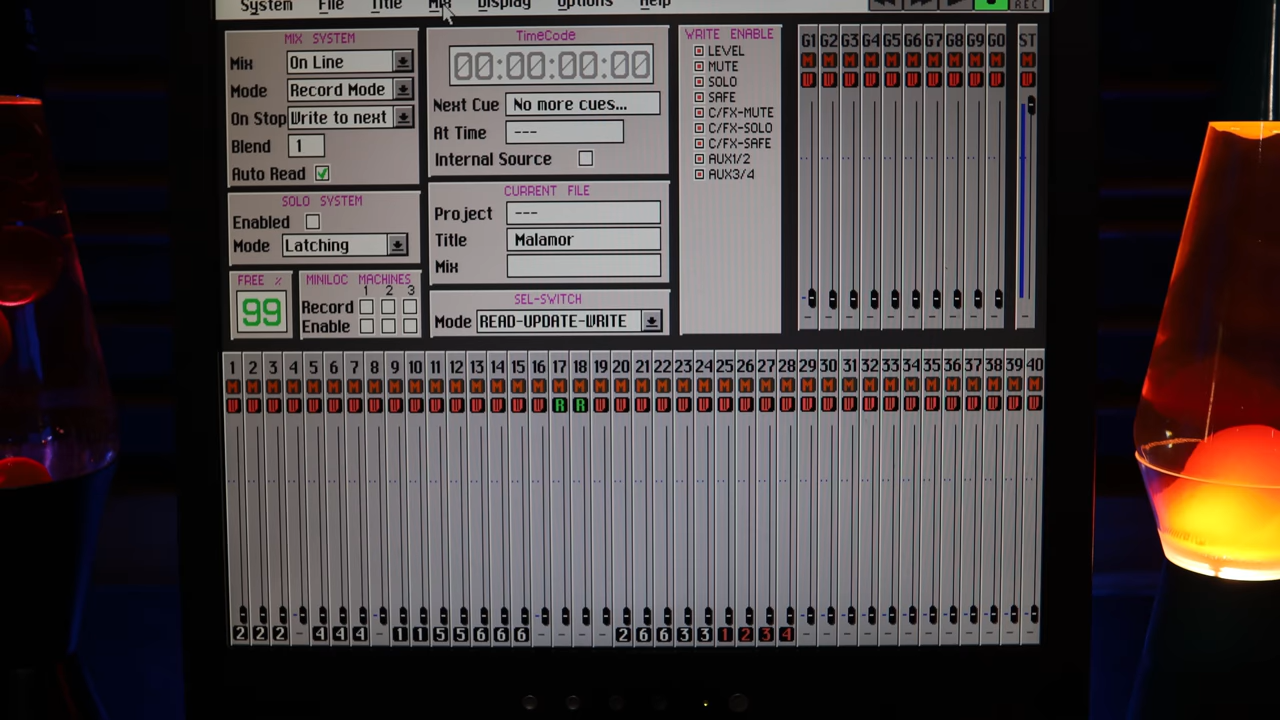 System File Title Mix Display Options Help
REC
MIX SYSTEM
Mix On Line
Mode Record Mode
On Stop Write to next
Blend 1
Auto Read
SOLO SYSTEM
Enabled
Mode Latching
FREE %
99
MINILOC MACHINES
1 2 3
Record
Enable
TimeCode
00:00:00:00
Next Cue No more cues...
At Time ---
Internal Source
CURRENT FILE
Project ---
Title Malamor
Mix
SEL-SWITCH
Mode READ-UPDATE-WRITE
WRITE ENABLE
LEVEL
MUTE
SOLO
SAFE
C/FX-MUTE
C/FX-SOLO
C/FX-SAFE
AUX1/2
AUX3/4
G1 G2 G3 G4 G5 G6 G7 G8 G9 G0 ST
M M M M M M M M M M M
W W W W W W W W W W W
1 2 3 4 5 6 7 8 9 10 11 12 13 14 15 16 17 18 19 20 21 22 23 24 25 26 27 28 29 30 31 32 33 34 35 36 37 38 39 40
M M M M M M M M M M M M M M M M M M M M M M M M M M M M M M M M M M M M M M M M
W W W W W W W W W W W W W W W W R R W W W W W W W W W W W W W W W W W W W W W W
2 2 2 - 4 4 4 - 1 1 5 5 6 6 6 - - - - 2 6 6 3 3 1 2 3 4 - - - - - - - - - - - -